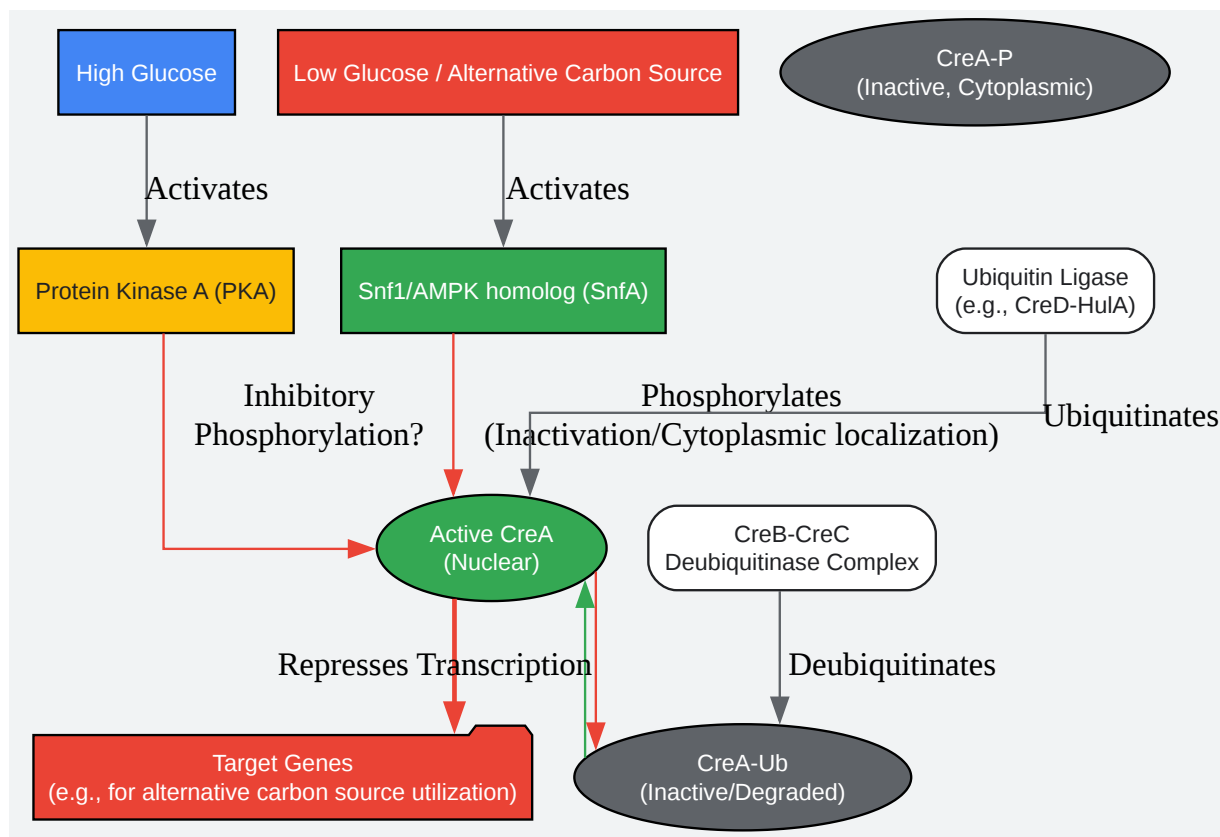 High Glucose
Low Glucose / Alternative Carbon Source
CreA-P
(Inactive, Cytoplasmic)
Activates
Activates
Protein Kinase A (PKA)
Snf1/AMPK homolog (SnfA)
Ubiquitin Ligase
(e.g., CreD-HulA)
Inhibitory
Phosphorylation?
Phosphorylates
(Inactivation/Cytoplasmic localization)
Ubiquitinates
Active CreA
(Nuclear)
CreB-CreC
Deubiquitinase Complex
Represses Transcription
Deubiquitinates
Target Genes
(e.g., for alternative carbon source utilization)
CreA-Ub
(Inactive/Degraded)